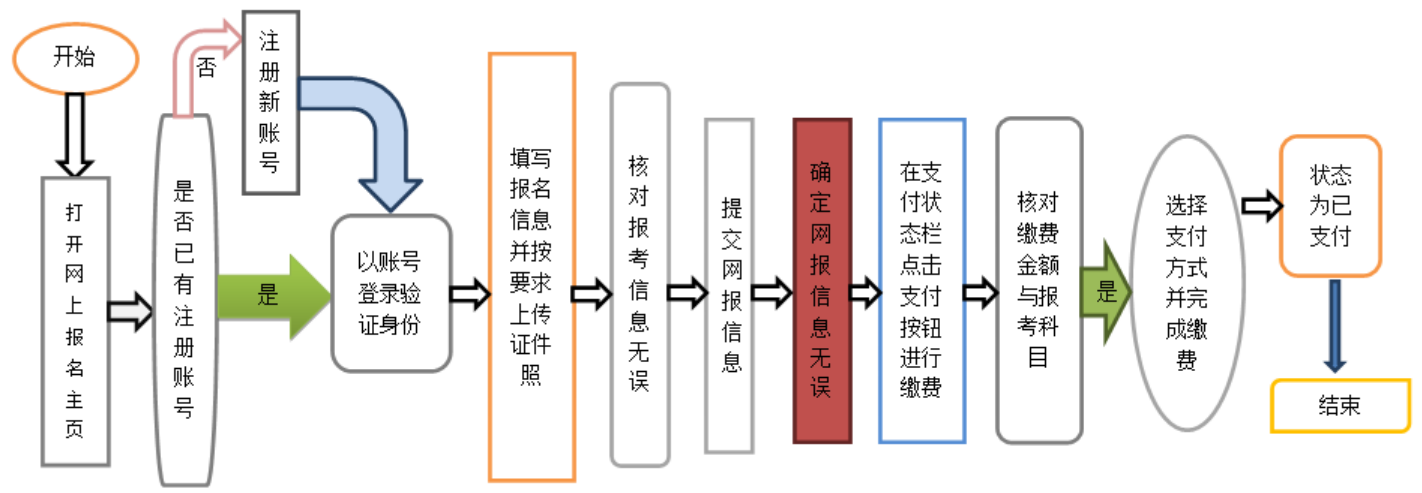 开始
打开网上报名主页
是否已有注册账号
否
注册新账号
是
以账号
登录验
证身份
填写
报名
信息
并按
要求
上传
证件
照
核对报考信息无误
提交网报信息
确定网报信息无误
在支
付状
态栏
点击
支付
按钮
进行
缴费
核对
缴费
金额
与报
考科
目
是
选择
支付
方式
并完
成缴
费
状态
为已
支付
结束